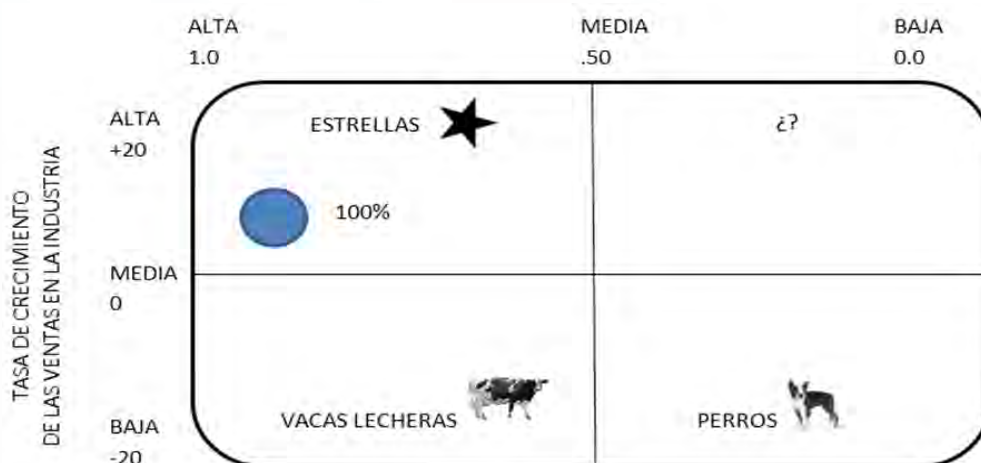 ALTA MEDIA BAJA
1.0 .50 0.0
ALTA
+20
ESTRELLAS
¿?
100%
TASA DE CRECIMIENTO
DE LAS VENTAS EN LA INDUSTRIA
MEDIA
0
VACAS LECHERAS
PERROS
BAJA
-20